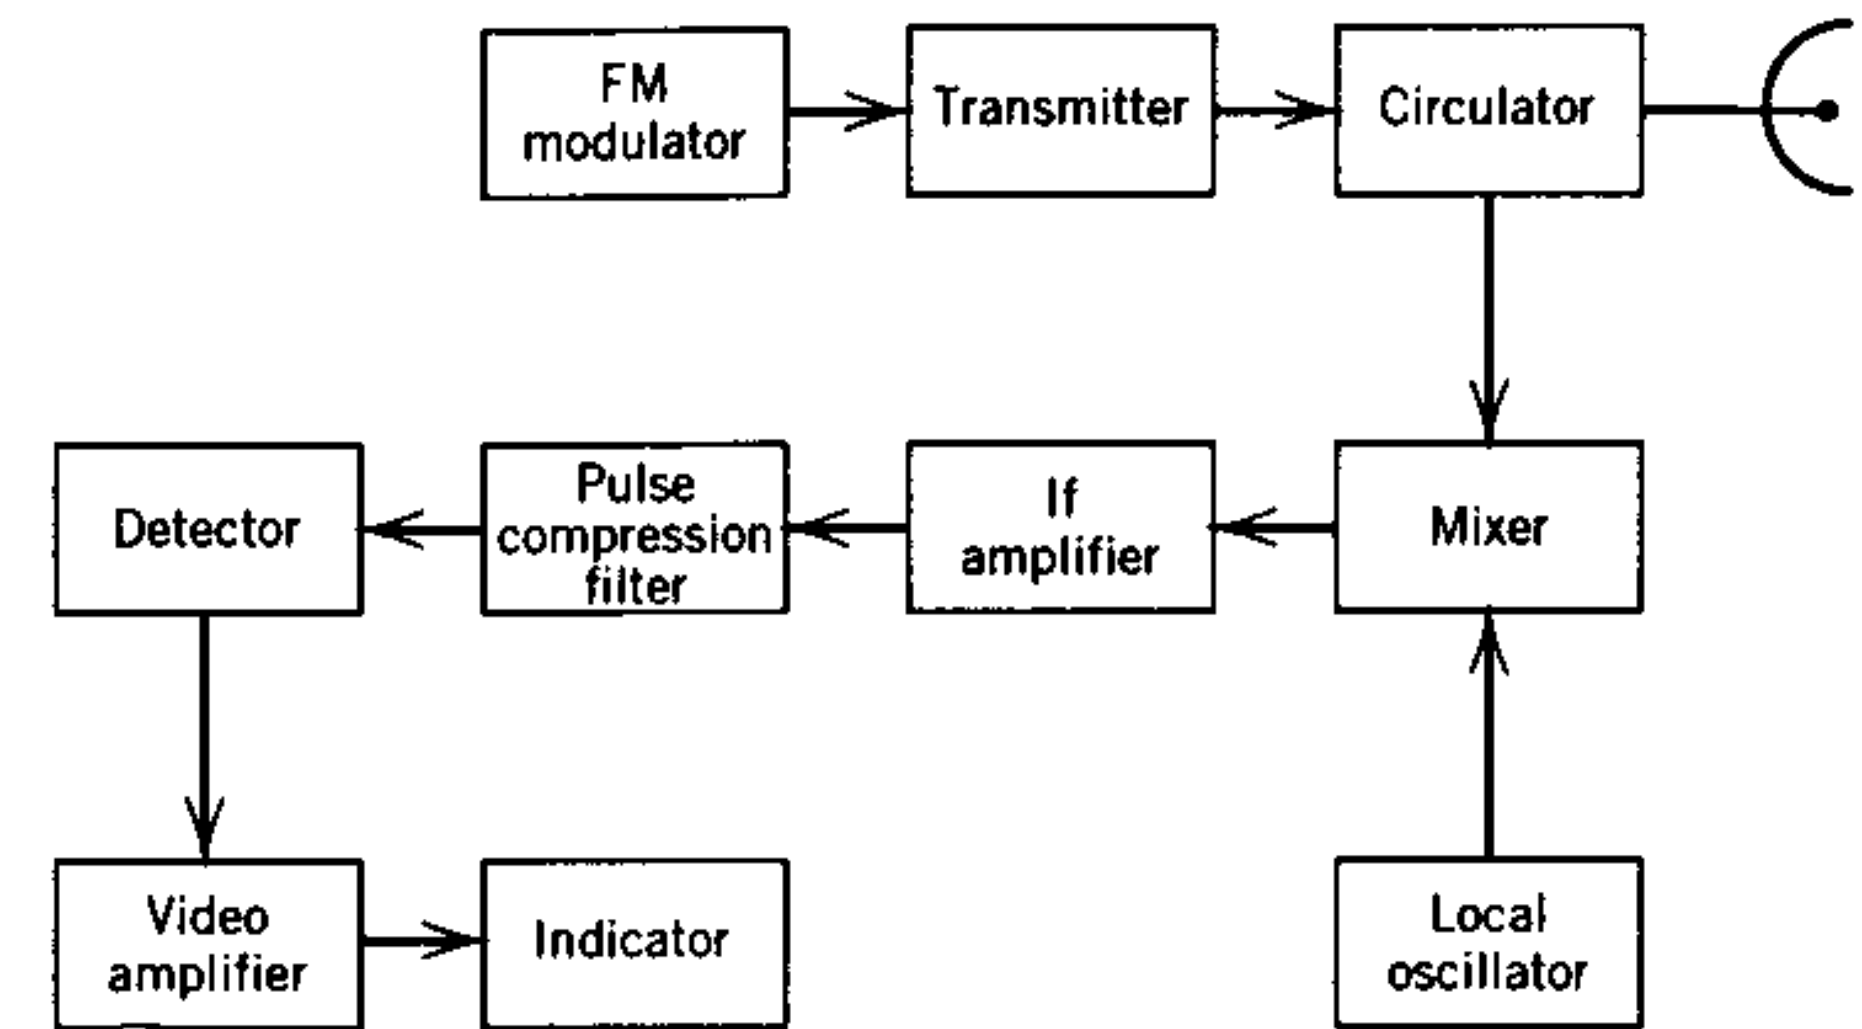 FM
modulator
Transmitter
Circulator
Detector
Pulse
compression
filter
If
amplifier
Mixer
Video
amplifier
Indicator
Local
oscillator